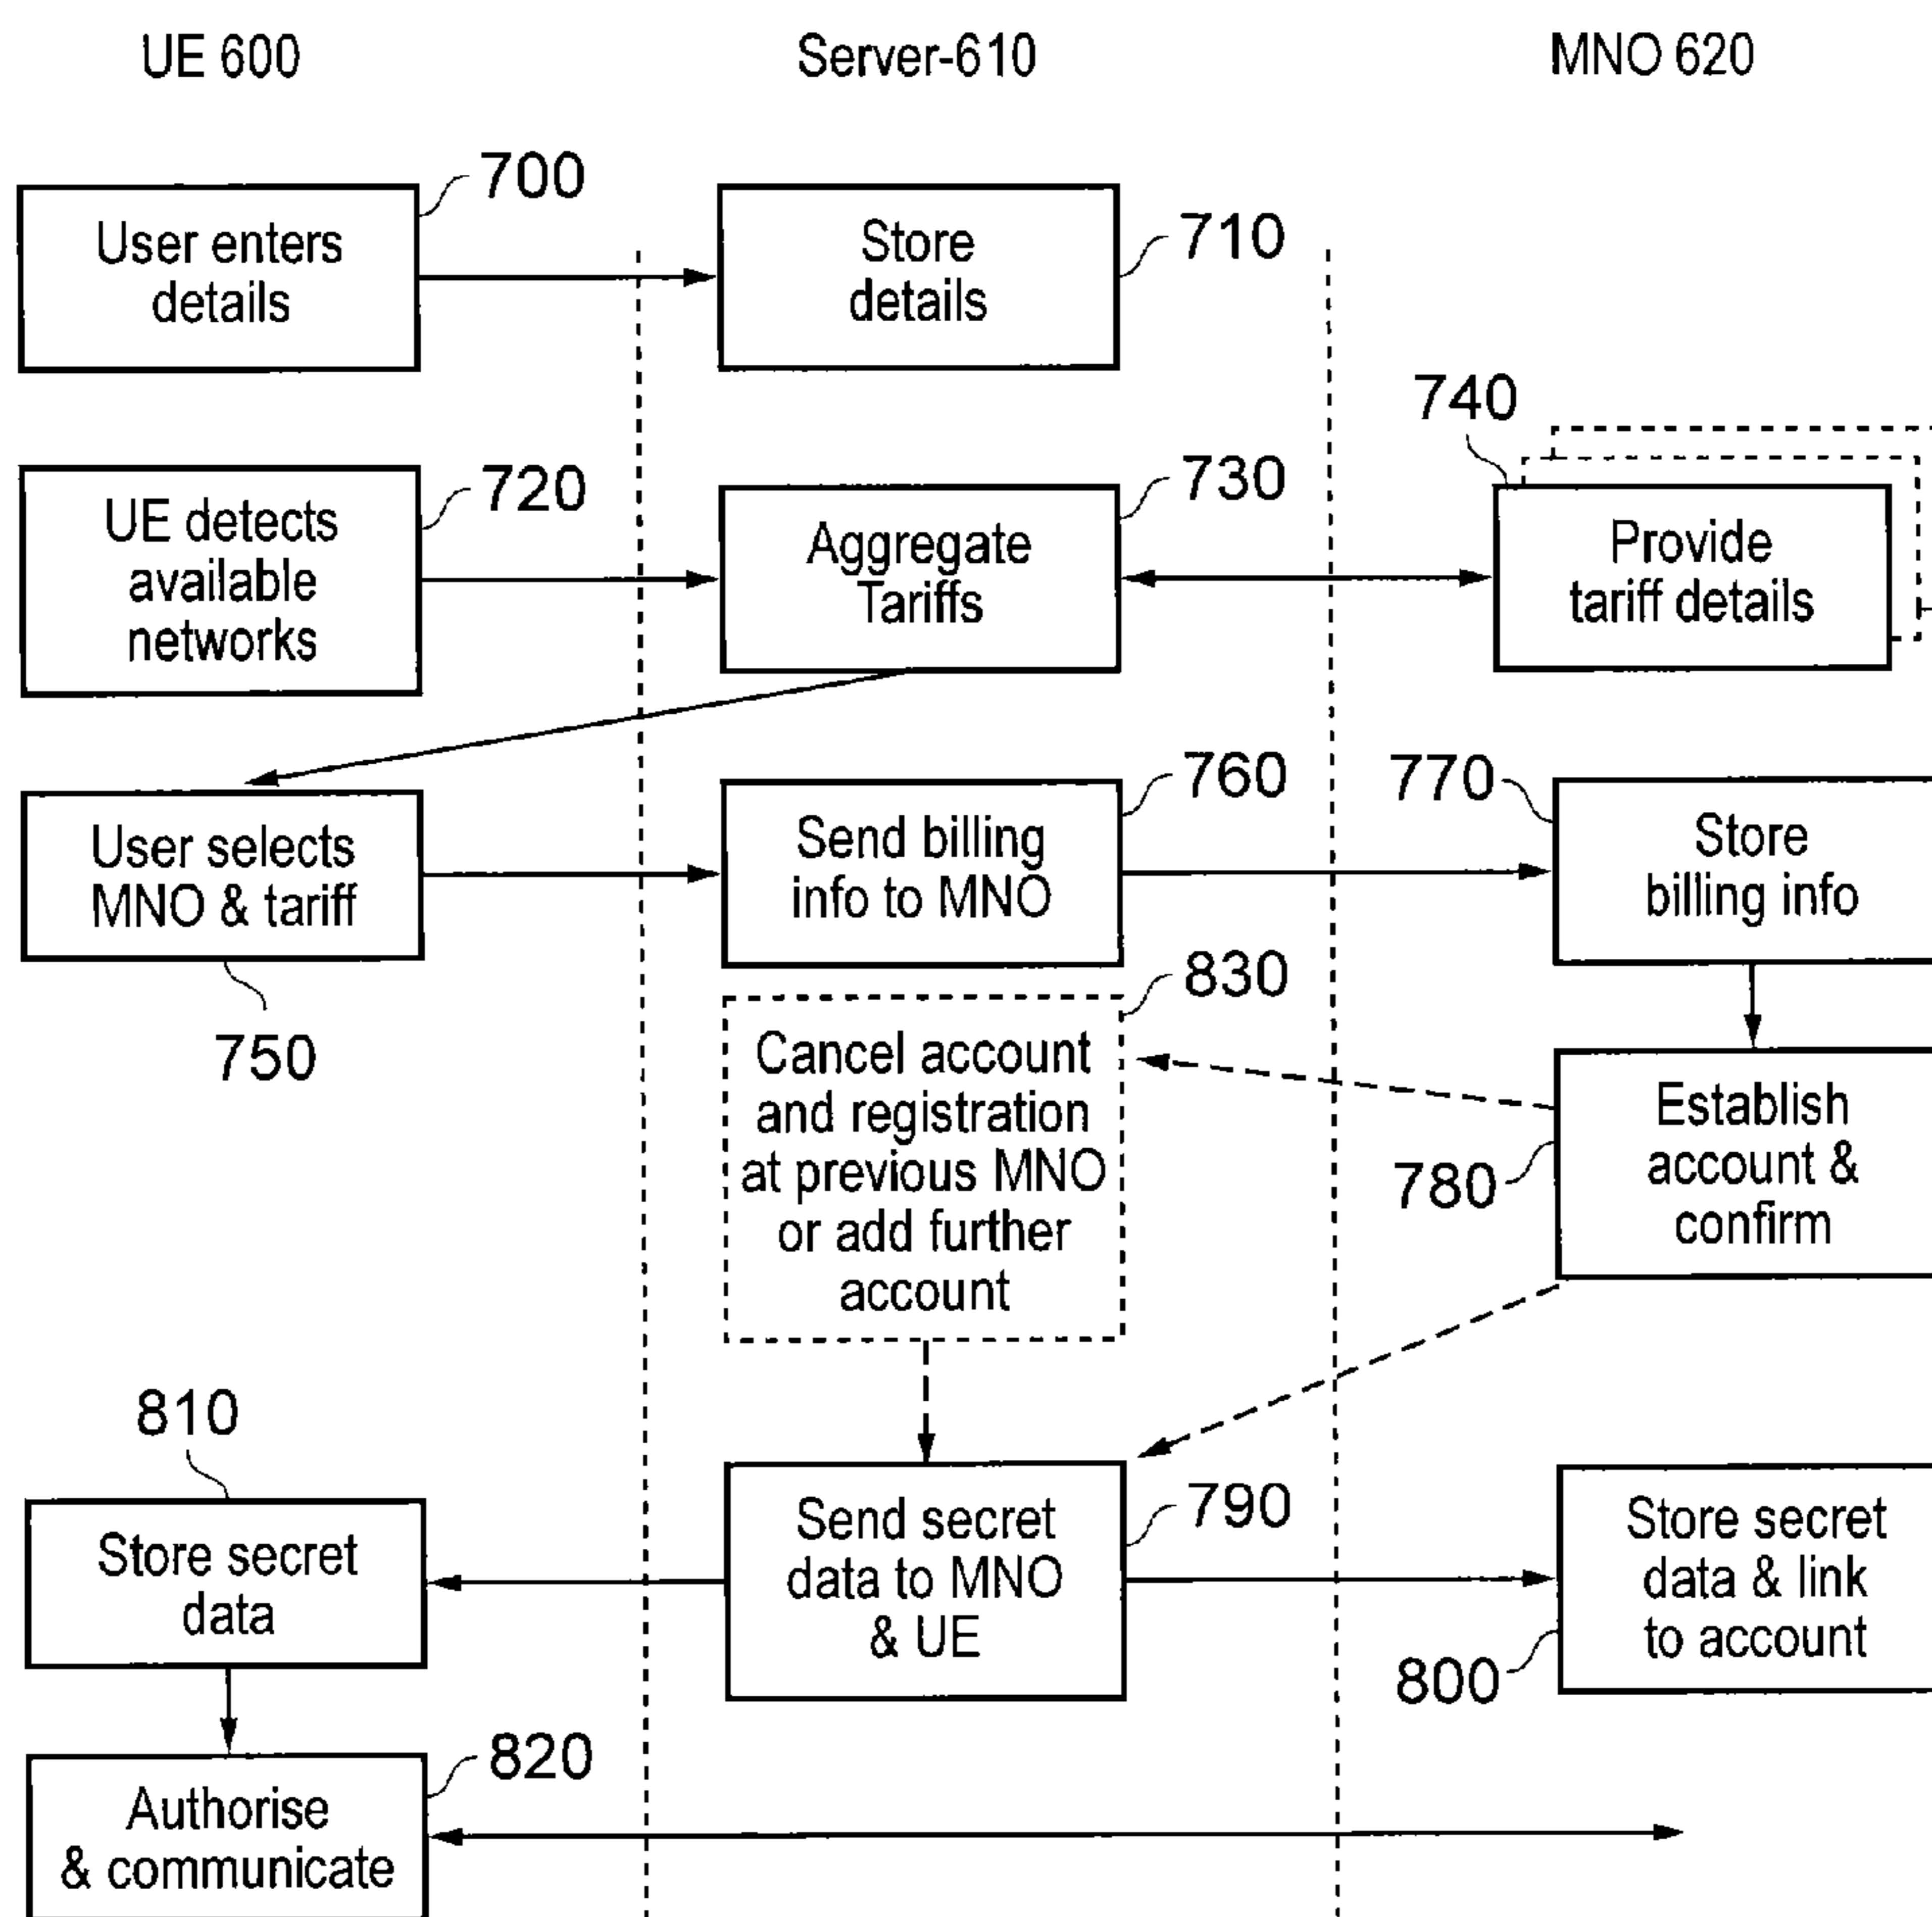 UE 600
Server-610
MNO 620
700
User enters
details
710
Store
details
720
UE detects
available
networks
730
Aggregate
Tariffs
740
Provide
tariff details
User selects
MNO & tariff
750
760
Send billing
info to MNO
770
Store
billing info
830
Cancel account
and registration
at previous MNO
or add further
account
780
Establish
account &
confirm
810
Store secret
data
790
Send secret
data to MNO
& UE
800
Store secret
data & link
to account
820
Authorise
& communicate